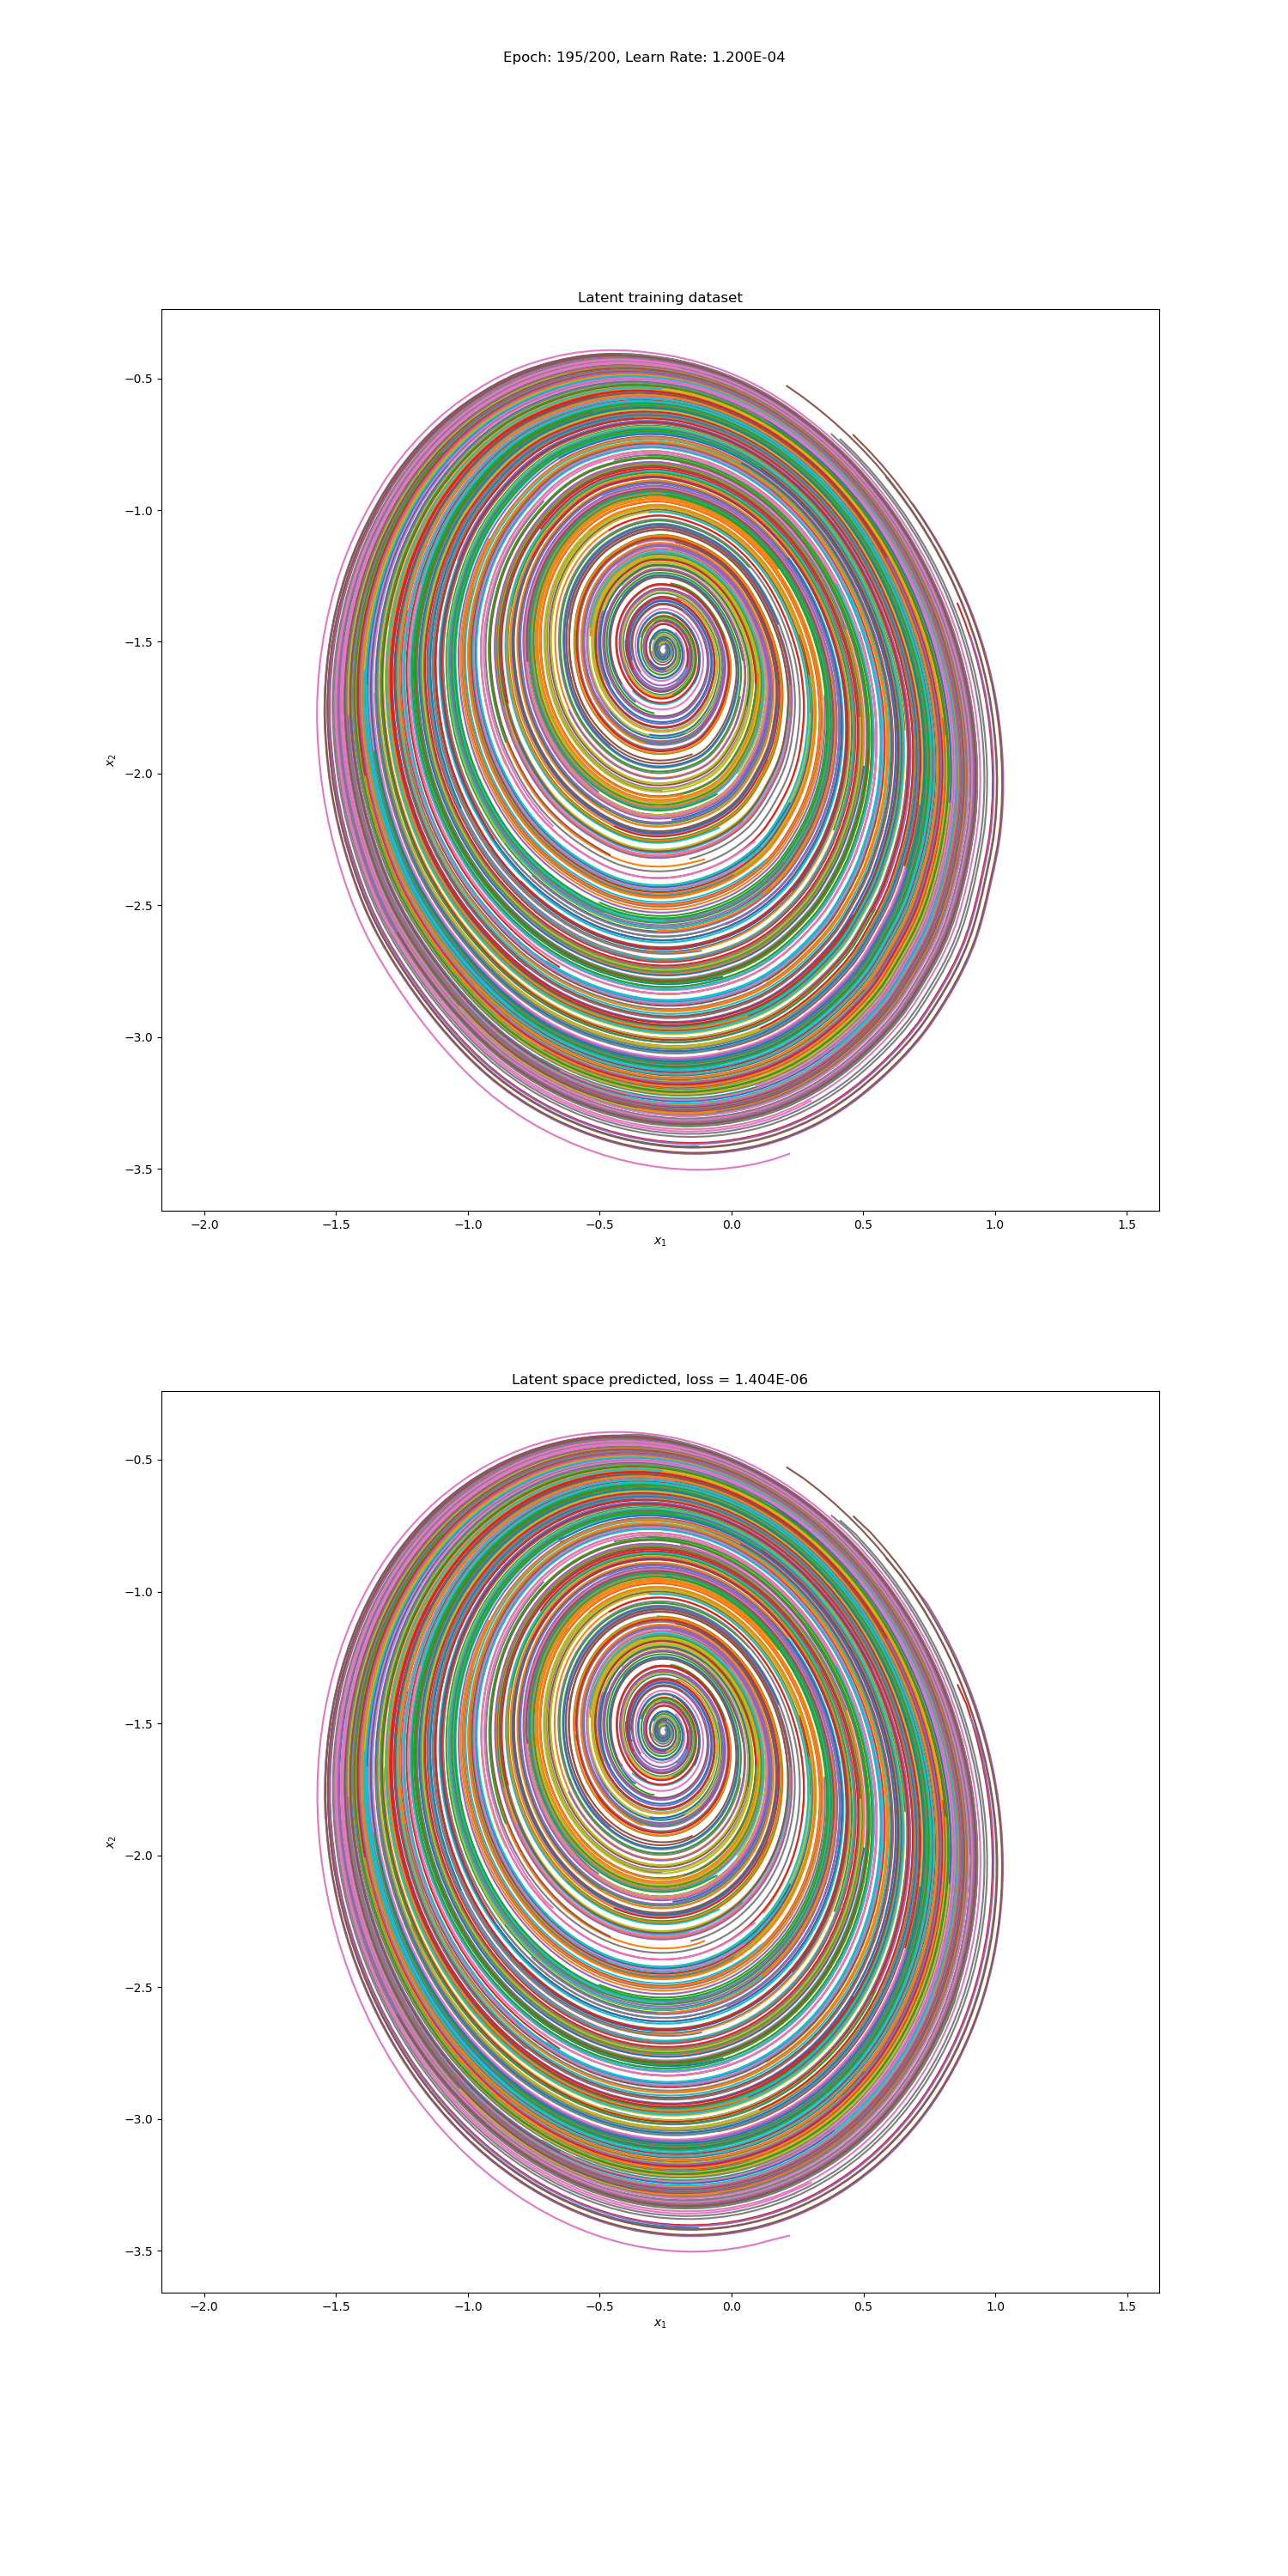 Epoch: 195/200, Learn Rate: 1.200E-04
Latent training dataset
−0.5
−1.0
−1.5
−2.0
−2.5
−3.0
−3.5
x₂
−2.0 −1.5 −1.0 −0.5 0.0 0.5 1.0 1.5
x₁
Latent space predicted, loss = 1.404E-06
−0.5
−1.0
−1.5
−2.0
−2.5
−3.0
−3.5
x₂
−2.0 −1.5 −1.0 −0.5 0.0 0.5 1.0 1.5
x₁